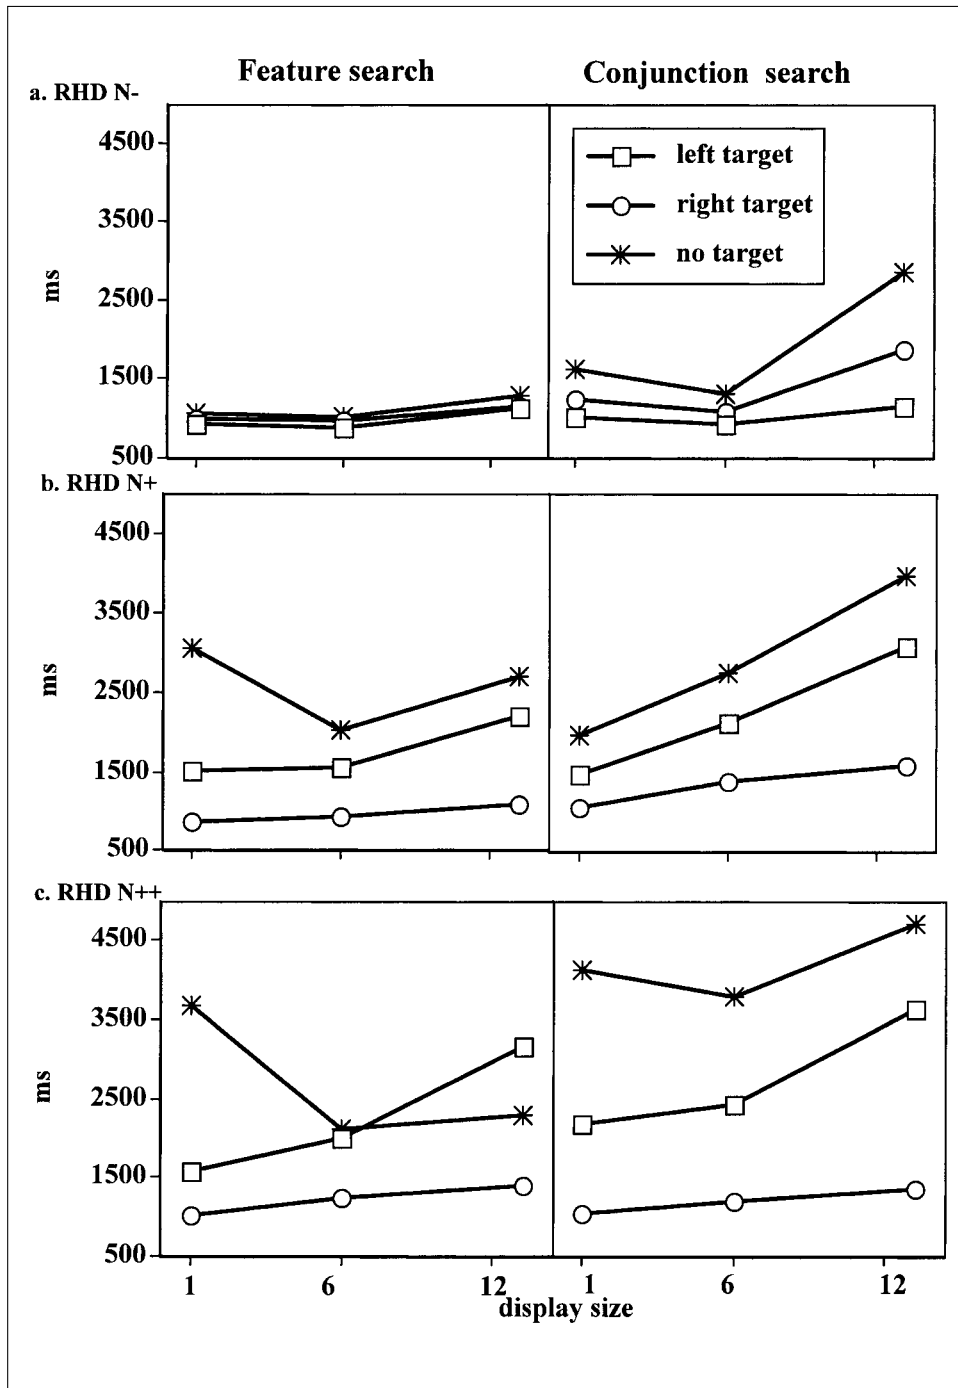 Feature search
Conjunction search
a. RHD N-
4500
3500
2500
1500
500
ms
left target
right target
no target
b. RHD N+
4500
3500
2500
1500
500
ms
c. RHD N++
4500
3500
2500
1500
500
ms
1 6 12 1 6 12
display size